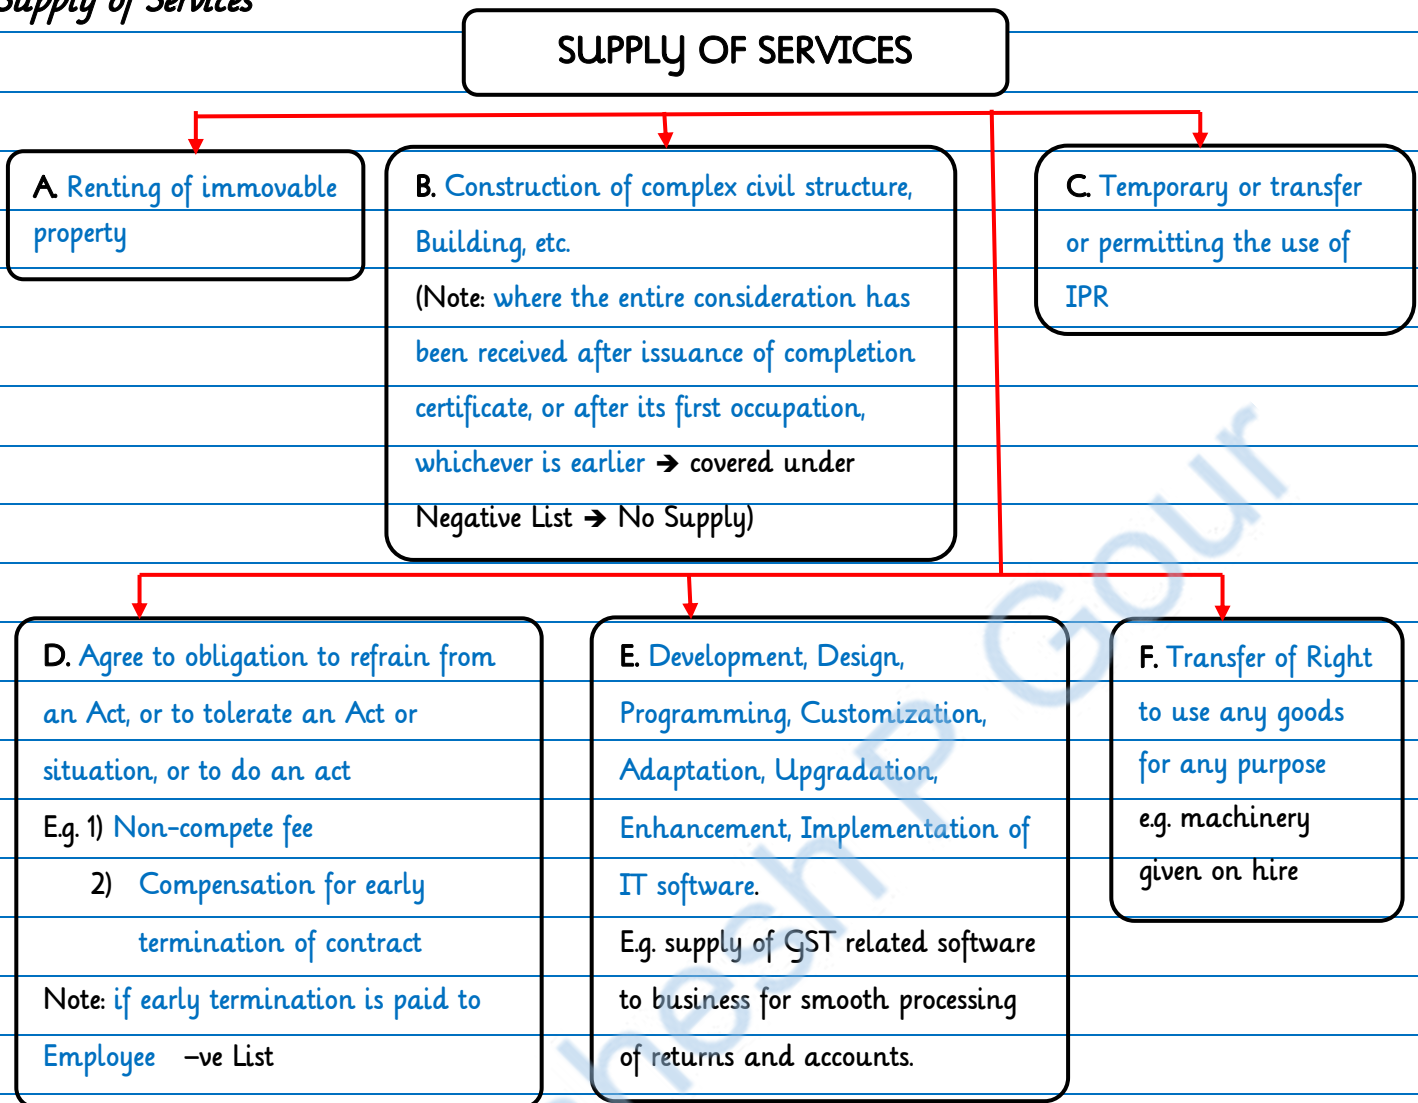 Supply of Services
SUPPLY OF SERVICES
A. Renting of immovable
property
B. Construction of complex civil structure,
Building, etc.
(Note: where the entire consideration has
been received after issuance of completion
certificate, or after its first occupation,
whichever is earlier ➔ covered under
Negative List ➔ No Supply)
C. Temporary or transfer
or permitting the use of
IPR
D. Agree to obligation to refrain from
an Act, or to tolerate an Act or
situation, or to do an act
E.g. 1) Non-compete fee
2) Compensation for early
termination of contract
Note: if early termination is paid to
Employee –ve List
E. Development, Design,
Programming, Customization,
Adaptation, Upgradation,
Enhancement, Implementation of
IT software.
E.g. supply of GST related software
to business for smooth processing
of returns and accounts.
F. Transfer of Right
to use any goods
for any purpose
e.g. machinery
given on hire
hesh P Gour